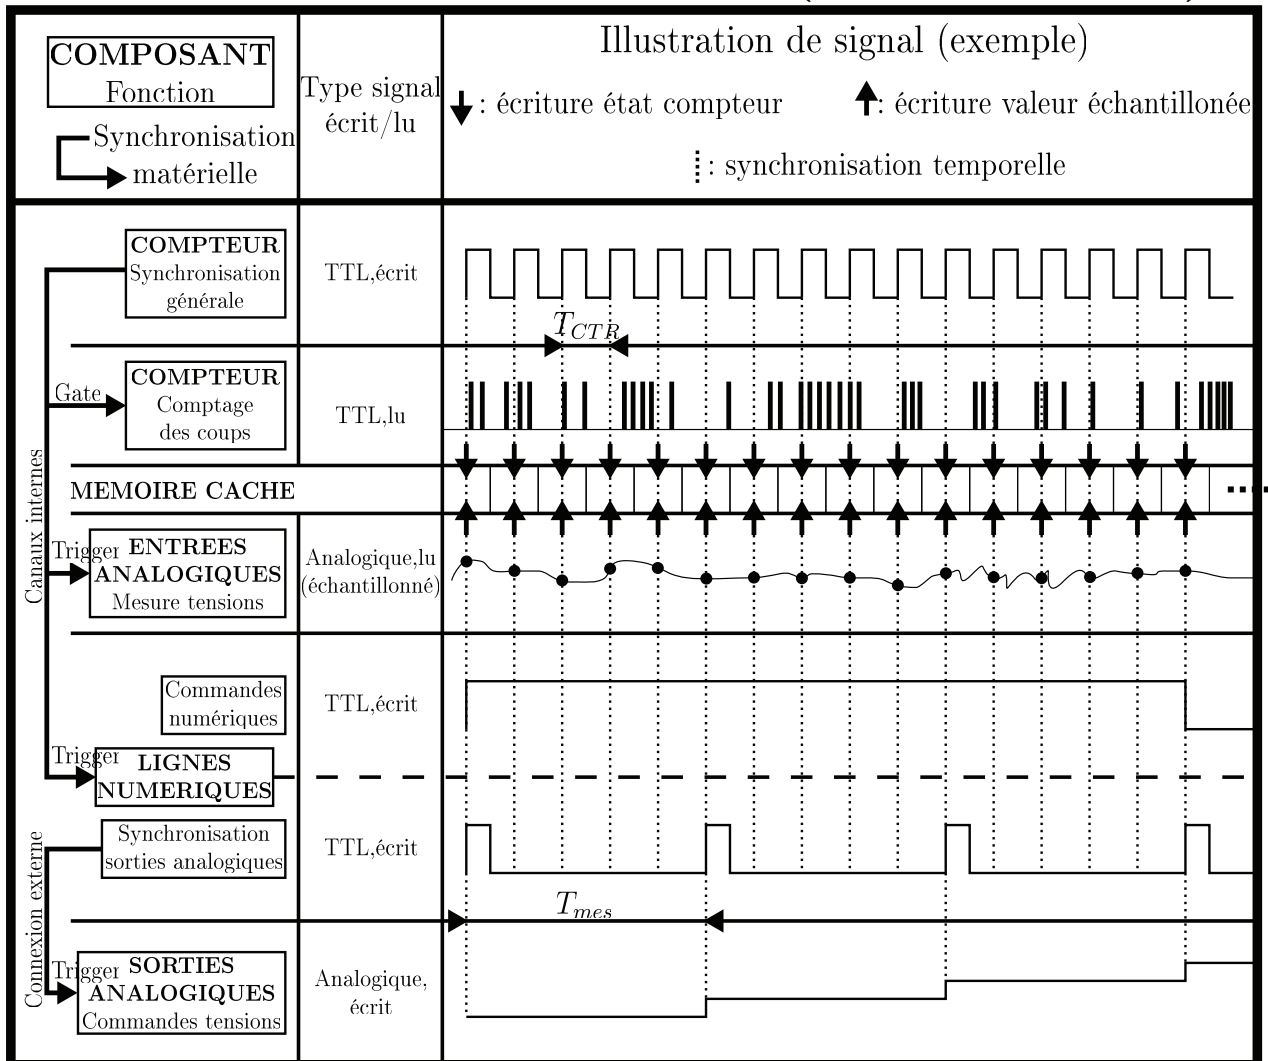 COMPOSANT
Fonction
Synchronisation
matérielle
Type signal
écrit/lu
Illustration de signal (exemple)
: écriture état compteur
: écriture valeur échantillonée
: synchronisation temporelle
COMPTEUR
Synchronisation
générale
TTL,écrit
T_CTR
Gate
COMPTEUR
Comptage
des coups
TTL,lu
Canaux internes
MEMOIRE CACHE
Trigger
ENTREES
ANALOGIQUES
Mesure tensions
Analogique,lu
(échantillonné)
Commandes
numériques
TTL,écrit
Trigger
LIGNES
NUMERIQUES
Synchronisation
sorties analogiques
TTL,écrit
Connexion externe
T_mes
Trigger
SORTIES
ANALOGIQUES
Commandes tensions
Analogique,
écrit